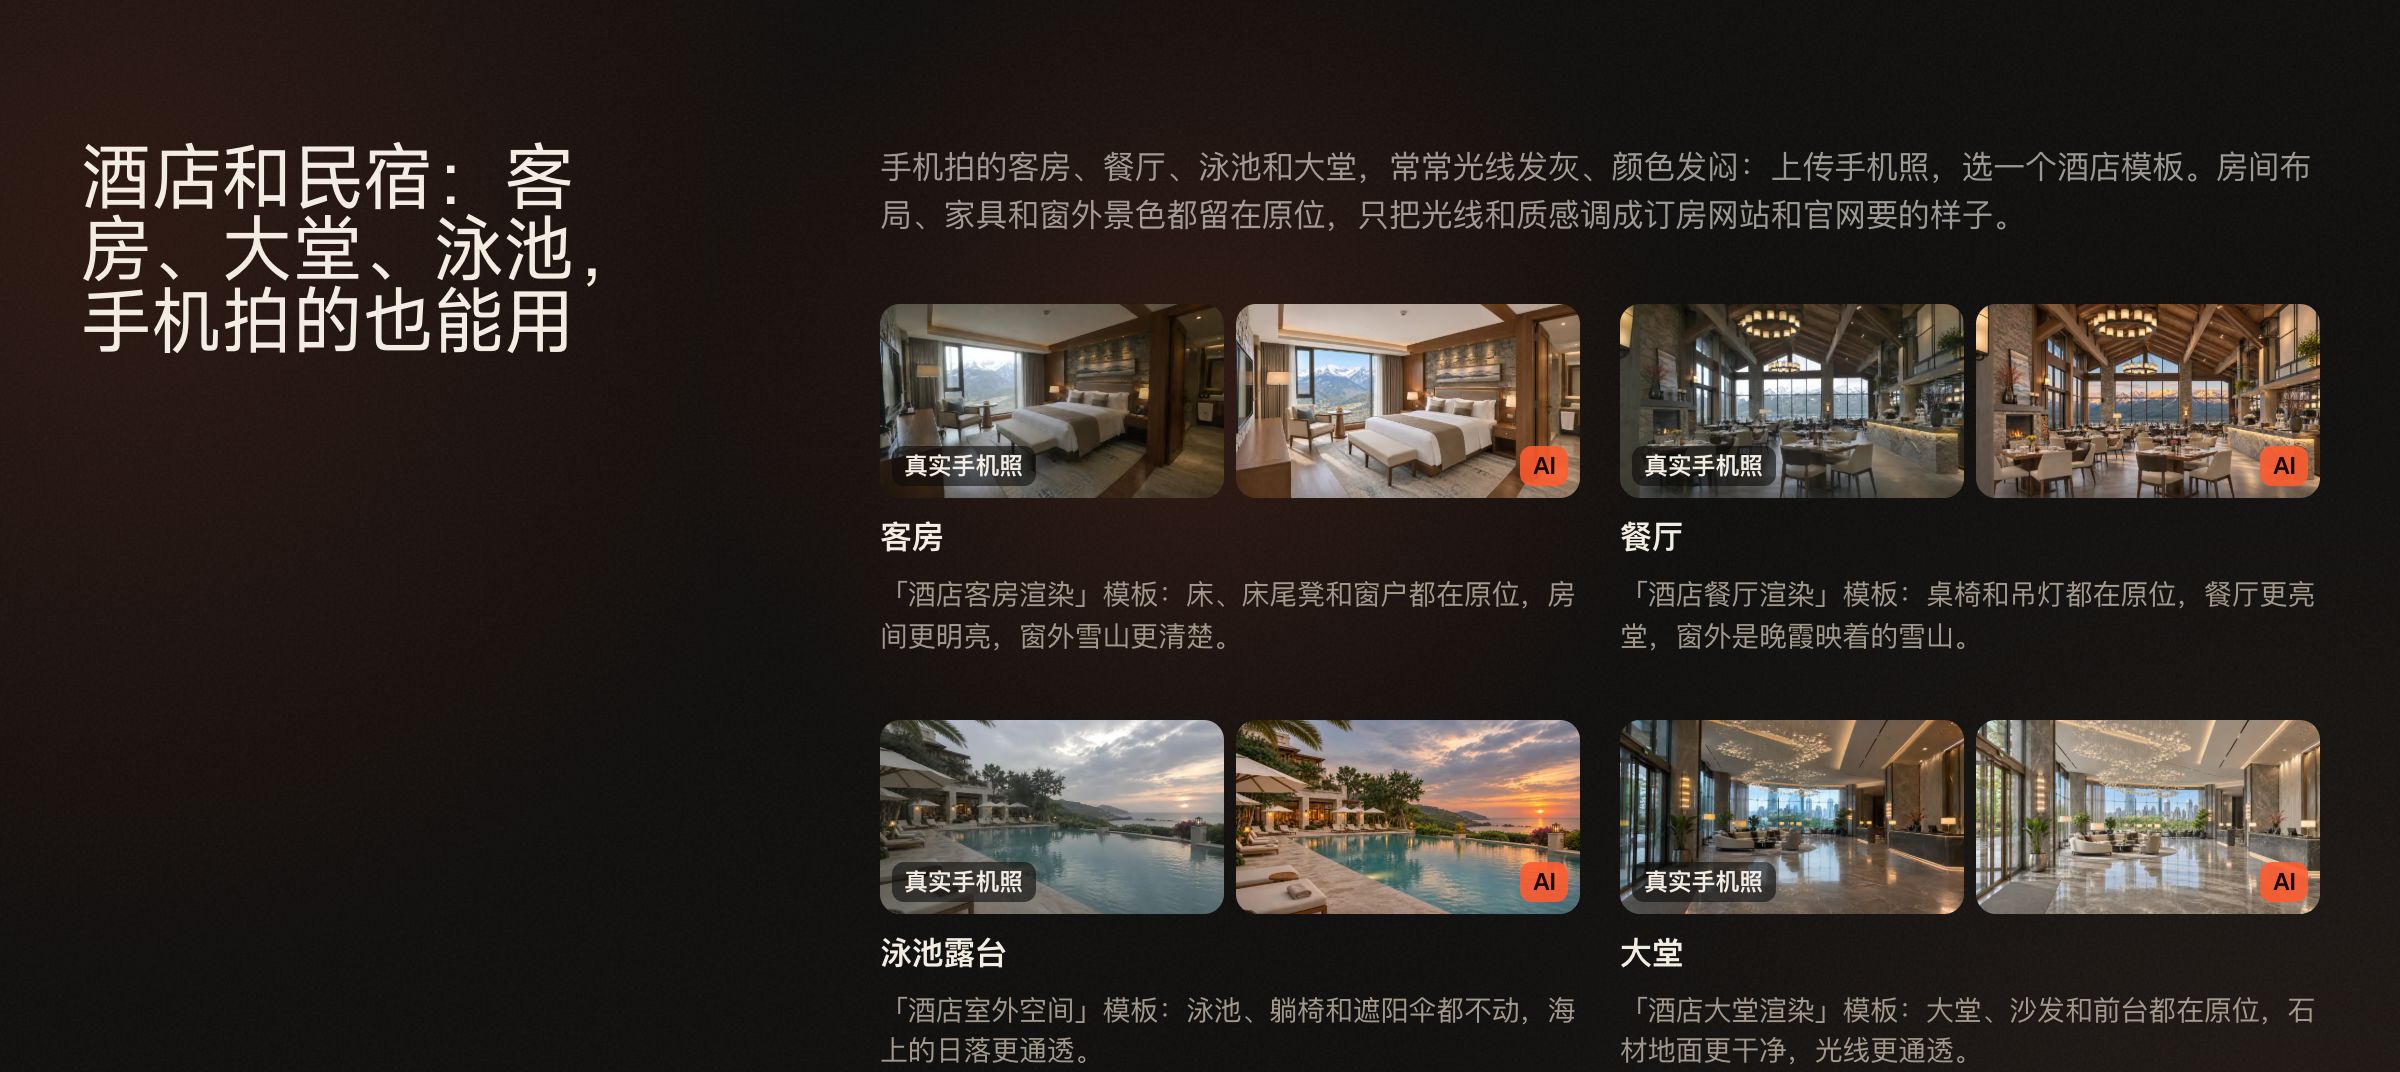 酒店和民宿：客
房、大堂、泳池，
手机拍的也能用
手机拍的客房、餐厅、泳池和大堂，常常光线发灰、颜色发闷：上传手机照，选一个酒店模板。房间布
局、家具和窗外景色都留在原位，只把光线和质感调成订房网站和官网要的样子。
真实手机照
AI
真实手机照
AI
客房
「酒店客房渲染」模板：床、床尾凳和窗户都在原位，房
间更明亮，窗外雪山更清楚。
餐厅
「酒店餐厅渲染」模板：桌椅和吊灯都在原位，餐厅更亮
堂，窗外是晚霞映着的雪山。
真实手机照
AI
真实手机照
AI
泳池露台
「酒店室外空间」模板：泳池、躺椅和遮阳伞都不动，海
上的日落更通透。
大堂
「酒店大堂渲染」模板：大堂、沙发和前台都在原位，石
材地面更干净，光线更通透。